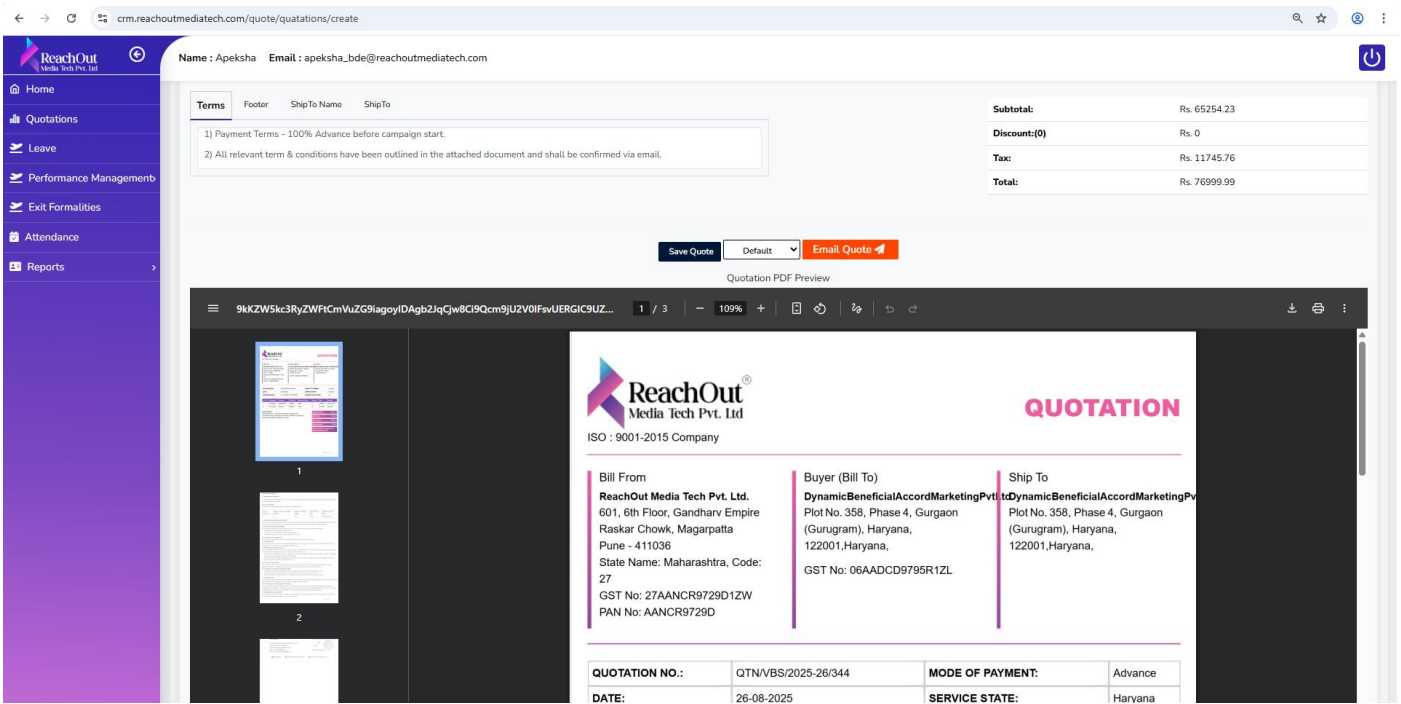 crm.reachoutmediatech.com/quote/quatations/create
ReachOut
Media Tech Pvt. Ltd
Name : Apeksha Email : apeksha_bde@reachoutmediatech.com
Home
Quotations
Leave
Performance Management
Exit Formalities
Attendance
Reports
Terms Footer ShipTo Name ShipTo
1) Payment Terms - 100% Advance before campaign start.
2) All relevant term & conditions have been outlined in the attached document and shall be confirmed via email.
Subtotal: Rs. 65254.23
Discount:(0) Rs. 0
Tax: Rs. 11745.76
Total: Rs. 76999.99
Save Quote Default Email Quote
Quotation PDF Preview
9kKZW5kc3RyZWFtCmVuZG9iagoyIDAgb2JqCjw8Ci9Qcm9jU2V0IFsvUERGIC9UZ... 1 / 3 109%
1
2
ReachOut®
Media Tech Pvt. Ltd
ISO : 9001-2015 Company
QUOTATION
Bill From
ReachOut Media Tech Pvt. Ltd.
601, 6th Floor, Gandharv Empire
Raskar Chowk, Magarpatta
Pune - 411036
State Name: Maharashtra, Code:
27
GST No: 27AANCR9729D1ZW
PAN No: AANCR9729D
Buyer (Bill To)
DynamicBeneficialAccordMarketingPvtLtd
Plot No. 358, Phase 4, Gurgaon
(Gurugram), Haryana,
122001,Haryana,
GST No: 06AADCD9795R1ZL
Ship To
DynamicBeneficialAccordMarketingPv
Plot No. 358, Phase 4, Gurgaon
(Gurugram), Haryana,
122001,Haryana,
QUOTATION NO.: QTN/VBS/2025-26/344 MODE OF PAYMENT: Advance
DATE: 26-08-2025 SERVICE STATE: Haryana